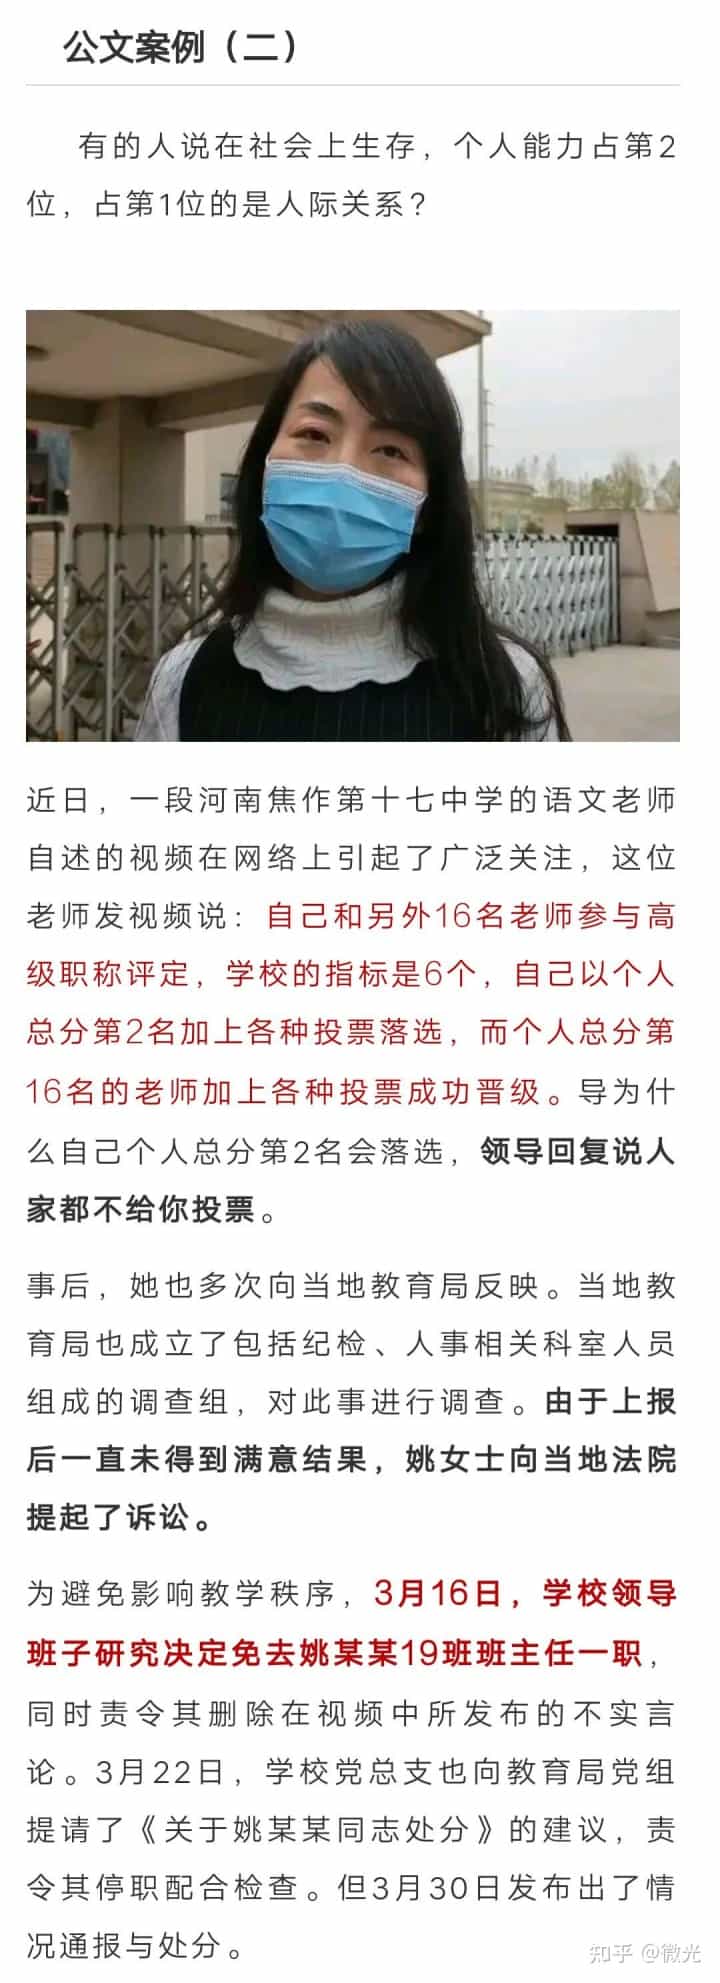 公文案例（二）
有的人说在社会上生存，个人能力占第2
位，占第1位的是人际关系？
近日，一段河南焦作第十七中学的语文老师
自述的视频在网络上引起了广泛关注，这位
老师发视频说：自己和另外16名老师参与高
级职称评定，学校的指标是6个，自己以个人
总分第2名加上各种投票落选，而个人总分第
16名的老师加上各种投票成功晋级。导为什
么自己个人总分第2名会落选，领导回复说人
家都不给你投票。
事后，她也多次向当地教育局反映。当地教
育局也成立了包括纪检、人事相关科室人员
组成的调查组，对此事进行调查。由于上报
后一直未得到满意结果，姚女士向当地法院
提起了诉讼。
为避免影响教学秩序，3月16日，学校领导
班子研究决定免去姚某某19班班主任一职，
同时责令其删除在视频中所发布的不实言
论。3月22日，学校党总支也向教育局党组
提请了《关于姚某某同志处分》的建议，责
令其停职配合检查。但3月30日发布出了情
况通报与处分。
知乎 @微光